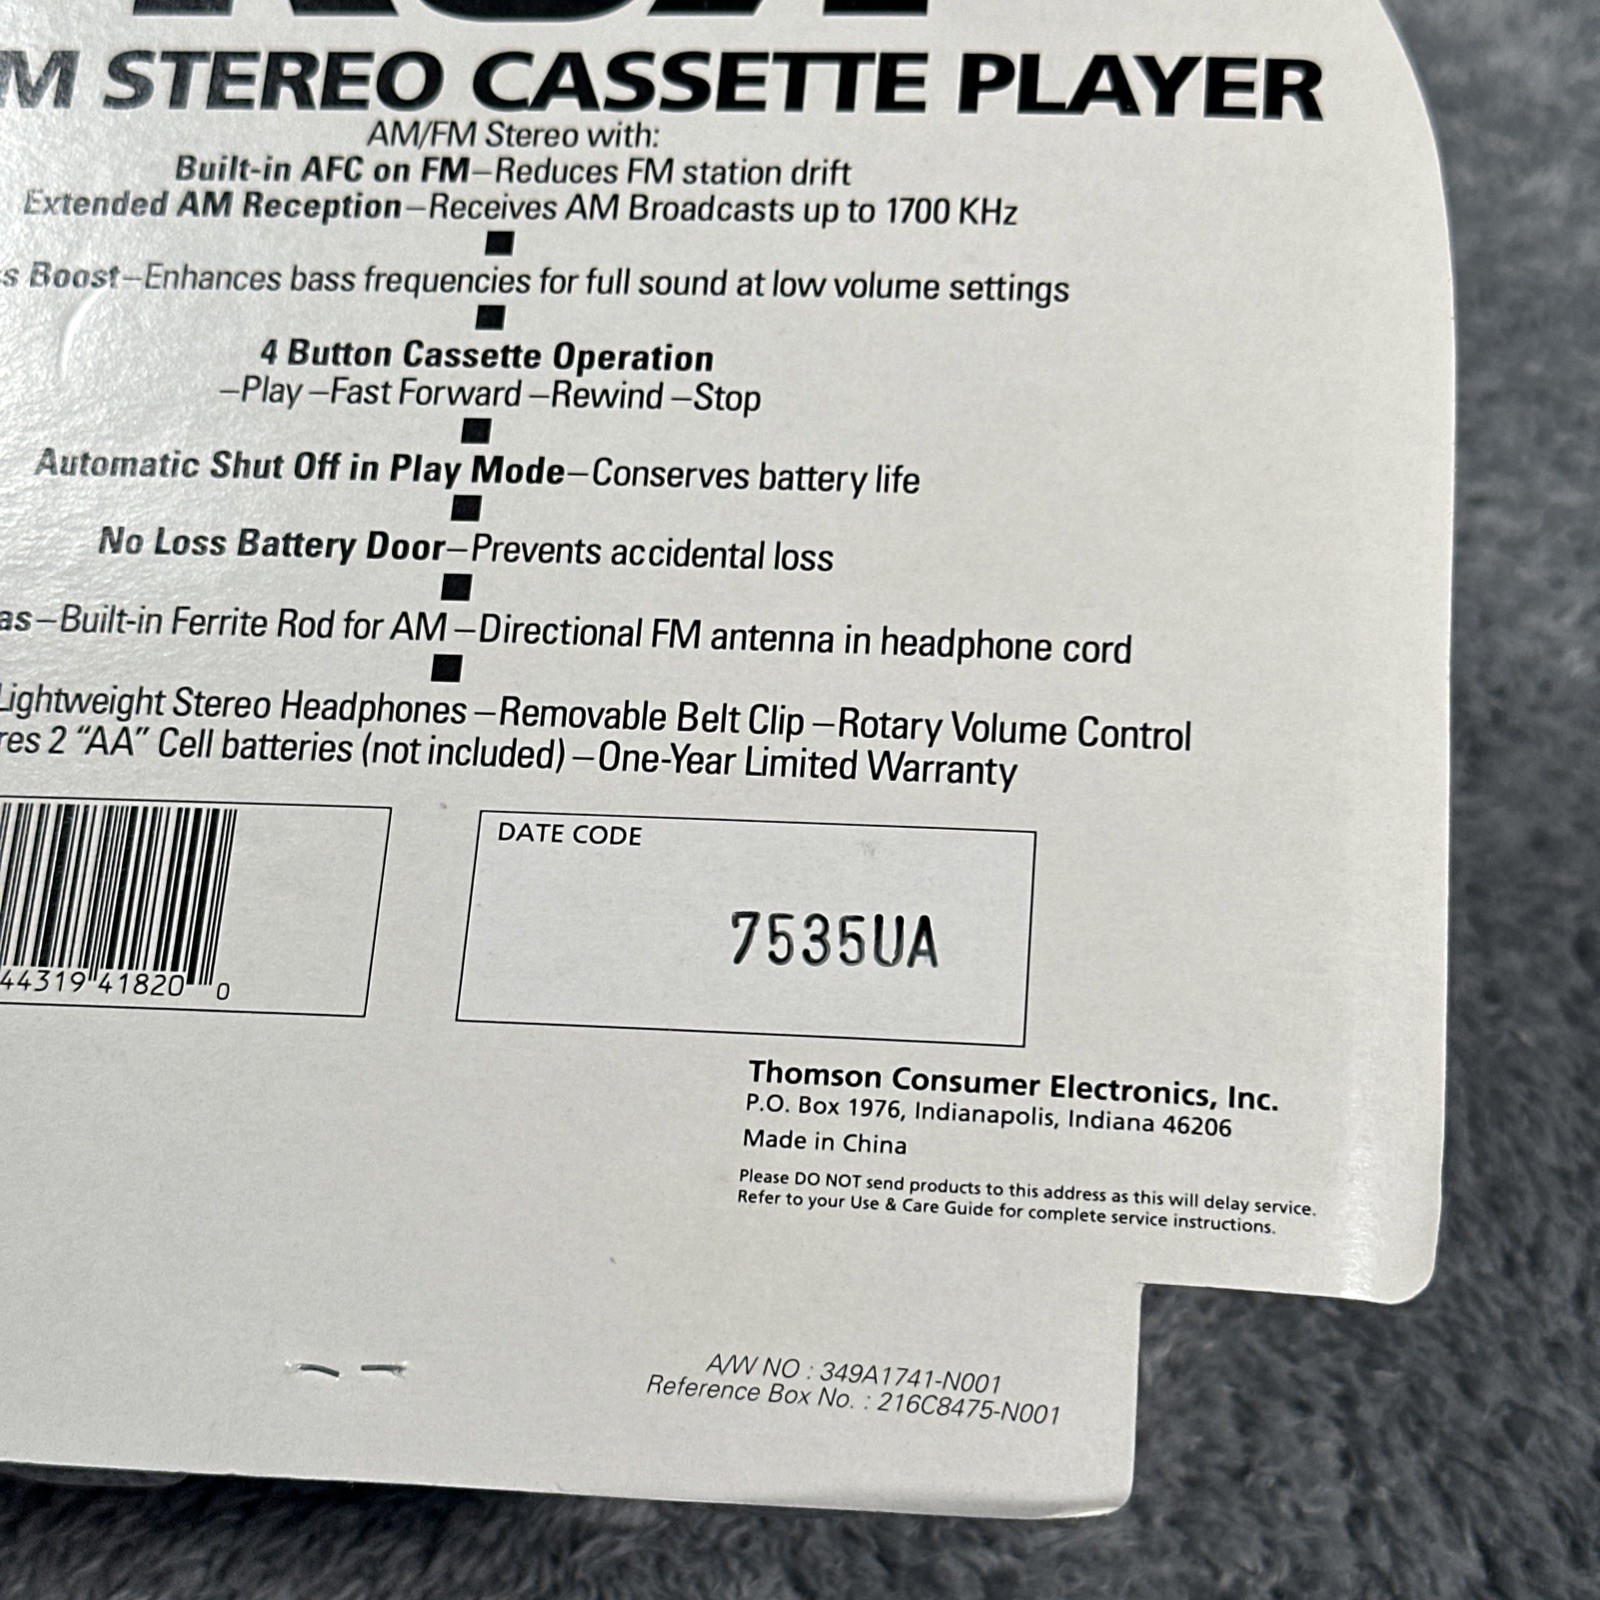 M STEREO CASSETTE PLAYER
AM/FM Stereo with:
Built-in AFC on FM–Reduces FM station drift
Extended AM Reception–Receives AM Broadcasts up to 1700 KHz
s Boost–Enhances bass frequencies for full sound at low volume settings
4 Button Cassette Operation
–Play –Fast Forward –Rewind –Stop
Automatic Shut Off in Play Mode–Conserves battery life
No Loss Battery Door–Prevents accidental loss
as–Built-in Ferrite Rod for AM –Directional FM antenna in headphone cord
Lightweight Stereo Headphones –Removable Belt Clip –Rotary Volume Control
res 2 “AA” Cell batteries (not included) –One-Year Limited Warranty
44319 41820 0
DATE CODE
7535UA
Thomson Consumer Electronics, Inc.
P.O. Box 1976, Indianapolis, Indiana 46206
Made in China
Please DO NOT send products to this address as this will delay service.
Refer to your Use & Care Guide for complete service instructions.
A/W NO : 349A1741-N001
Reference Box No. : 216C8475-N001